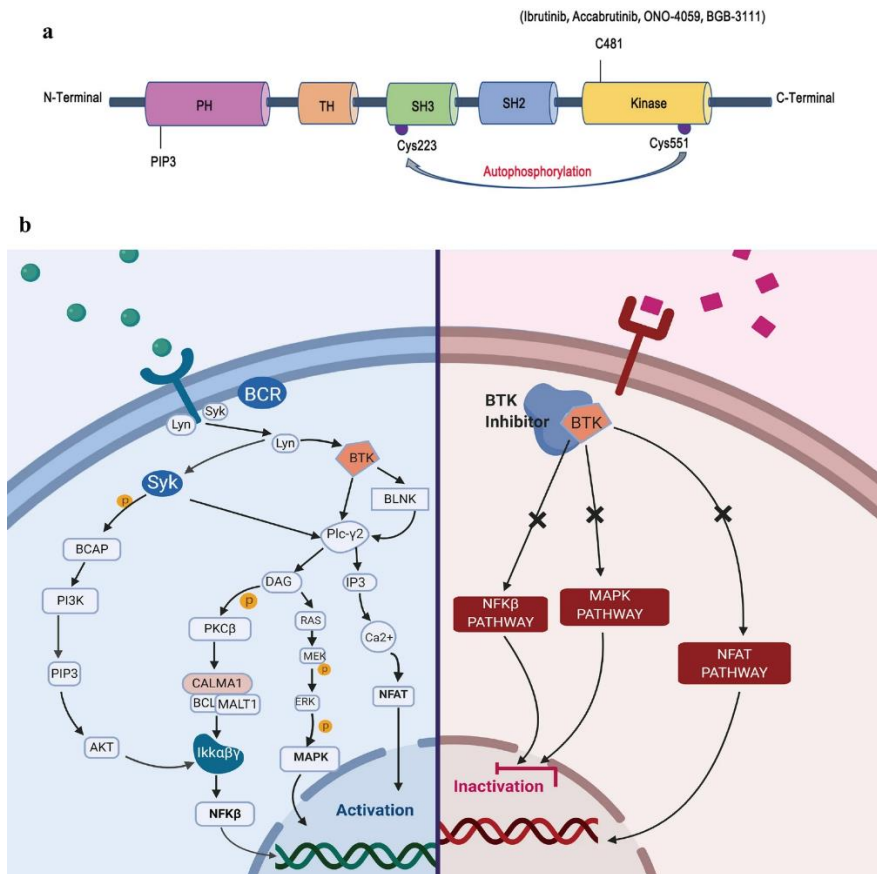 a
(Ibrutinib, Accabrutinib, ONO-4059, BGB-3111)
C481
N-Terminal
PH
TH
SH3
SH2
Kinase
C-Terminal
PIP3
Cys223
Cys551
Autophosphorylation
b
BCR
Syk
Lyn
Lyn
BTK
BLNK
Syk
p
Plc-γ2
BCAP
DAG
IP3
PI3K
p
RAS
PKCβ
Ca2+
MEK
p
PIP3
CALMA1
BCL
MALT1
ERK
NFAT
p
AKT
Ikkαβγ
MAPK
NFKβ
Activation
BTK
Inhibitor
BTK
NFKβ
PATHWAY
MAPK
PATHWAY
NFAT
PATHWAY
Inactivation